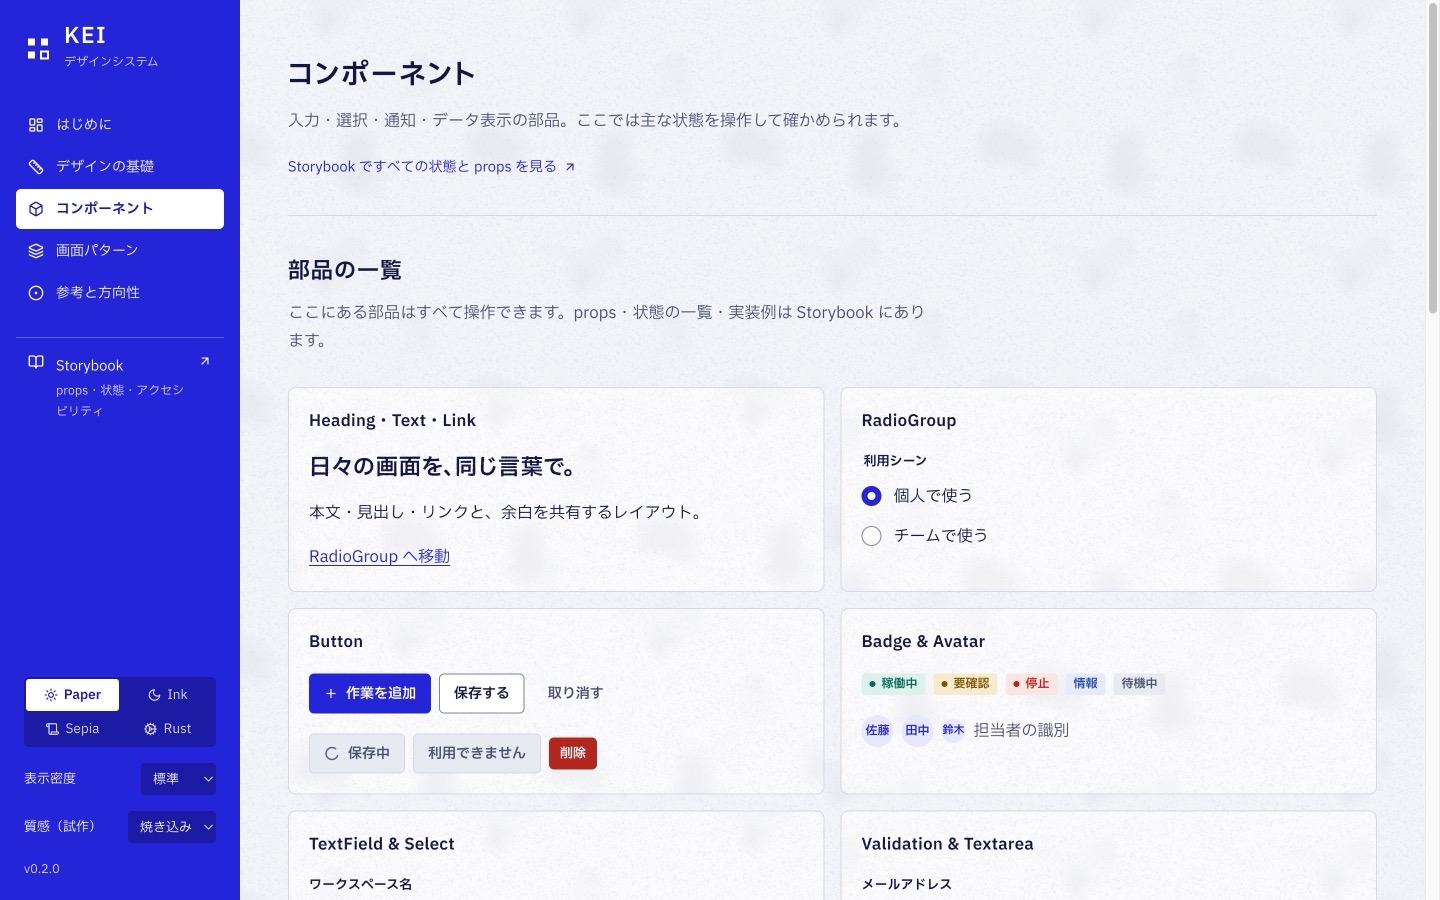 KEI
デザインシステム
はじめに
デザインの基礎
コンポーネント
画面パターン
参考と方向性
Storybook
props・状態・アクセシ
ビリティ
Paper
Ink
Sepia
Rust
表示密度
標準
質感（試作）
焼き込み
v0.2.0
コンポーネント
入力・選択・通知・データ表示の部品。ここでは主な状態を操作して確かめられます。
Storybook ですべての状態と props を見る
部品の一覧
ここにある部品はすべて操作できます。props・状態の一覧・実装例は Storybook にあり
ます。
Heading・Text・Link
日々の画面を、同じ言葉で。
本文・見出し・リンクと、余白を共有するレイアウト。
RadioGroup へ移動
RadioGroup
利用シーン
個人で使う
チームで使う
Button
作業を追加
保存する
取り消す
保存中
利用できません
削除
Badge & Avatar
稼働中
要確認
停止
情報
待機中
佐藤
田中
鈴木
担当者の識別
TextField & Select
ワークスペース名
Validation & Textarea
メールアドレス